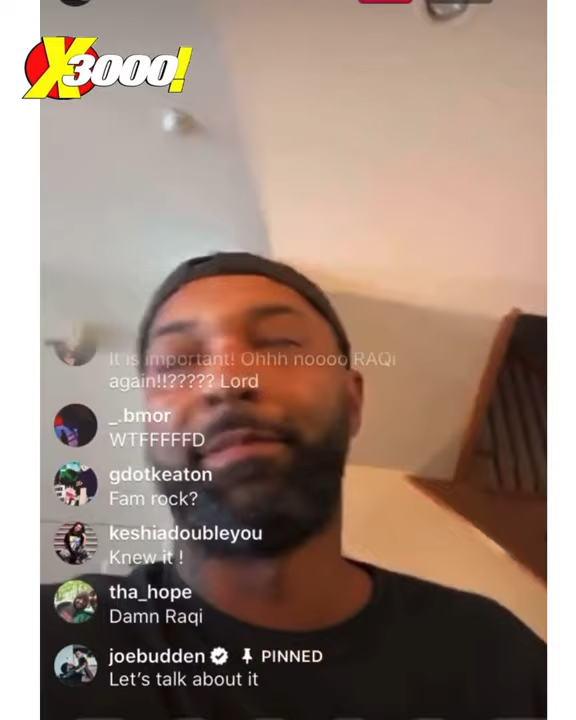 X3000!
It is important! Ohhh noooo RAQi
again!!????? Lord
_.bmor
WTFFFFFD
gdotkeaton
Fam rock?
keshiadoubleyou
Knew it !
tha_hope
Damn Raqi
joebudden PINNED
Let's talk about it